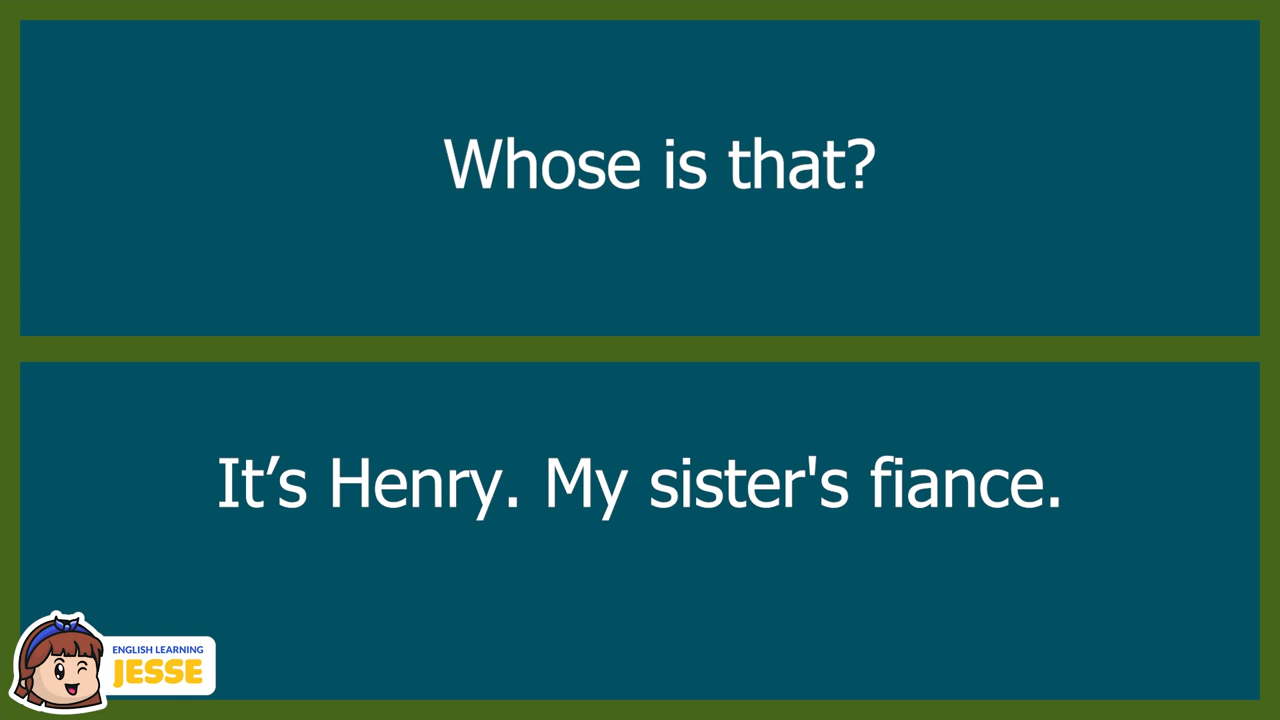 Whose is that?
It’s Henry. My sister's fiance.
ENGLISH LEARNING
JESSE